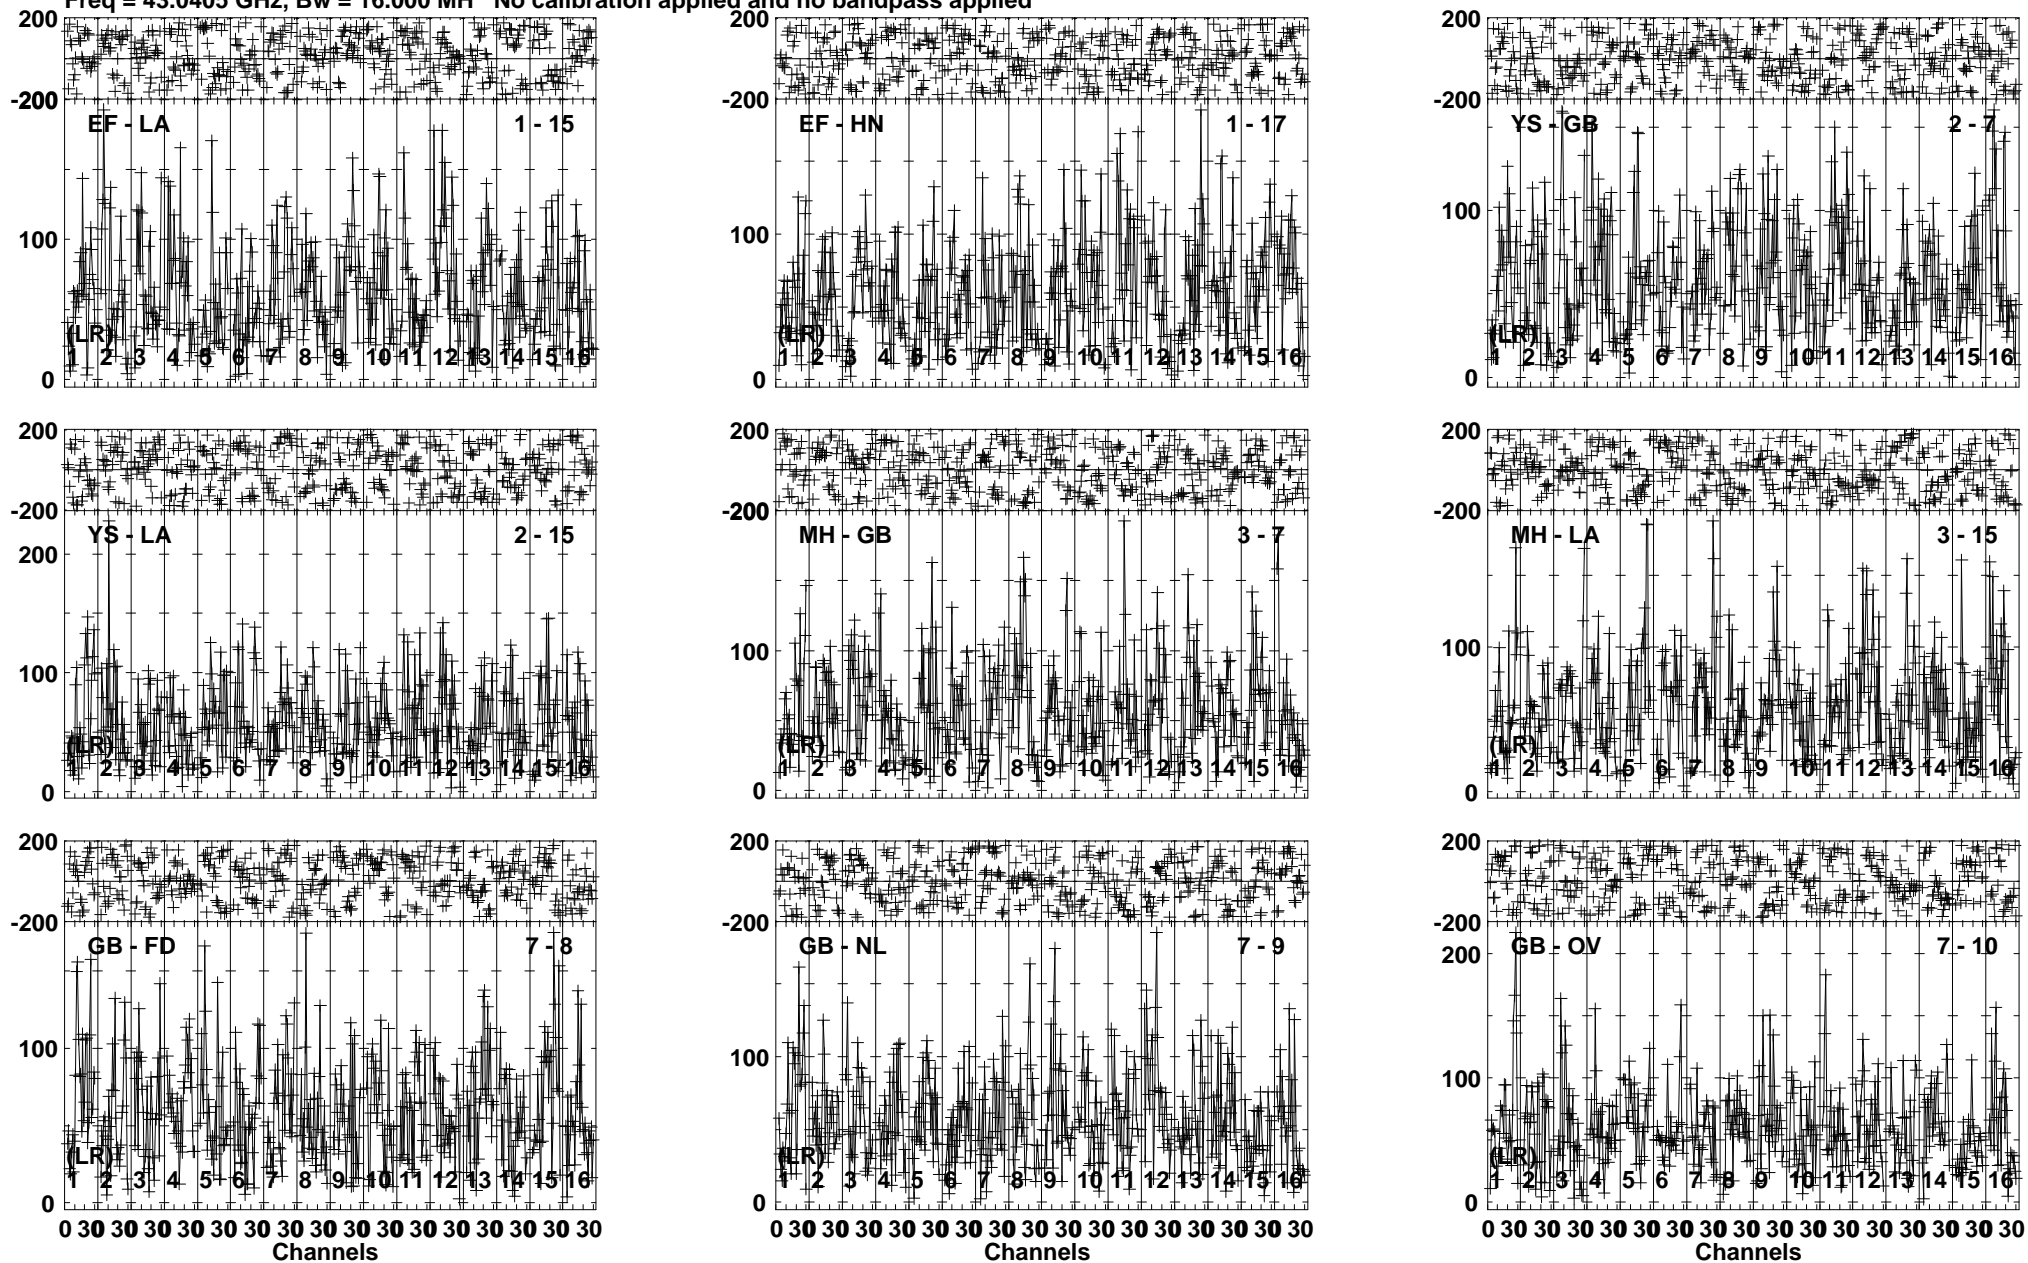 Freq = 43.0405 GHz, Bw = 16.000 MH No calibration applied and no bandpass applied
200
-200
EF - LA 1 - 15
100
(LR)
1 2 3 4 5 6 7 8 9 10 11 12 13 14 15 16
0
200
-200
EF - HN 1 - 17
100
(LR)
1 2 3 4 5 6 7 8 9 10 11 12 13 14 15 16
0
200
-200
YS - GB 2 - 7
100
(LR)
1 2 3 4 5 6 7 8 9 10 11 12 13 14 15 16
0
200
-200
YS - LA 2 - 15
200
100
(LR)
1 2 3 4 5 6 7 8 9 10 11 12 13 14 15 16
0
200
-200
MH - GB 3 - 7
100
(LR)
1 2 3 4 5 6 7 8 9 10 11 12 13 14 15 16
0
200
-200
MH - LA 3 - 15
100
(LR)
1 2 3 4 5 6 7 8 9 10 11 12 13 14 15 16
0
200
-200
GB - FD 7 - 8
100
(LR)
1 2 3 4 5 6 7 8 9 10 11 12 13 14 15 16
0
0 30 30 30 30 30 30 30 30 30 30 30 30 30 30 30 30
Channels
200
-200
GB - NL 7 - 9
100
(LR)
1 2 3 4 5 6 7 8 9 10 11 12 13 14 15 16
0
0 30 30 30 30 30 30 30 30 30 30 30 30 30 30 30 30
Channels
200
-200
GB - OV 7 - 10
200
100
(LR)
1 2 3 4 5 6 7 8 9 10 11 12 13 14 15 16
0
0 30 30 30 30 30 30 30 30 30 30 30 30 30 30 30 30
Channels